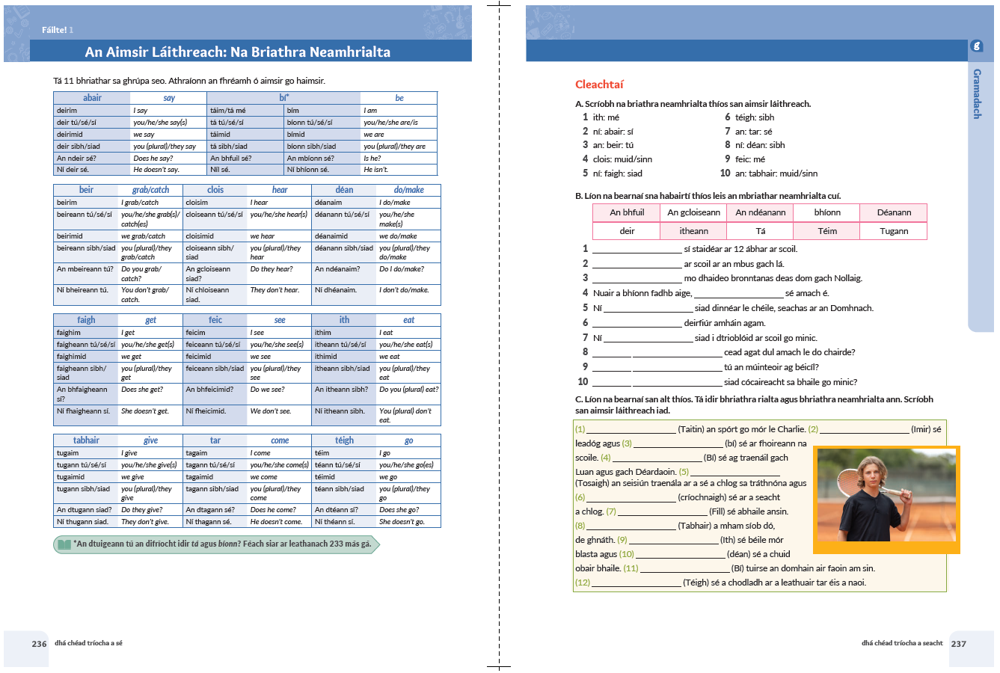 Fáilte! 1
An Aimsir Láithreach: Na Briathra Neamhrialta
Tá 11 bhriathar sa ghrúpa seo. Athraíonn an fhréamh ó aimsir go haimsir.
abair say bí* be
deirim I say táim/tá mé bím I am
deir tú/sé/sí you/he/she say(s) tá tú/sé/sí bíonn tú/sé/sí you/he/she are/is
deirimid we say táimid bímid we are
deir sibh/siad you (plural)/they say tá sibh/siad bíonn sibh/siad you (plural)/they are
An ndeir sé? Does he say? An bhfuil sé? An mbíonn sé? Is he?
Ní deir sé. He doesn't say. Níl sé. Ní bhíonn sé. He isn't.
beir grab/catch clois hear déan do/make
beirim I grab/catch cloisim I hear déanaim I do/make
beireann tú/sé/sí you/he/she grab(s)/ cloiseann tú/sé/sí you/he/she hear(s) déanann tú/sé/sí you/he/she
catch(es) make(s)
beirimid we grab/catch cloisimid we hear déanaimid we do/make
beireann sibh/siad you (plural)/they cloiseann sibh/ you (plural)/they déanann sibh/siad you (plural)/they
grab/catch siad hear do/make
An mbeireann tú? Do you grab/ An gcloiseann Do they hear? An ndéanaim? Do I do/make?
catch? siad?
Ní bheireann tú. You don't grab/ Ní chloiseann They don't hear. Ní dhéanaim. I don't do/make.
catch. siad.
faigh get feic see ith eat
faighim I get feicim I see ithim I eat
faigheann tú/sé/sí you/he/she get(s) feiceann tú/sé/sí you/he/she see(s) itheann tú/sé/sí you/he/she eat(s)
faighimid we get feicimid we see ithimid we eat
faigheann sibh/ you (plural)/they feiceann sibh/siad you (plural)/they itheann sibh/siad you (plural)/they
siad get see eat
An bhfaigheann Does she get? An bhfeicimid? Do we see? An itheann sibh? Do you (plural) eat?
sí?
Ní fhaigheann sí. She doesn't get. Ní fheicimid. We don't see. Ní itheann sibh. You (plural) don't
eat.
tabhair give tar come téigh go
tugaim I give tagaim I come téim I go
tugann tú/sé/sí you/he/she give(s) tagann tú/sé/sí you/he/she come(s) téann tú/sé/sí you/he/she go(es)
tugaimid we give tagaimid we come téimid we go
tugann sibh/siad you (plural)/they tagann sibh/siad you (plural)/they téann sibh/siad you (plural)/they
give come go
An dtugann siad? Do they give? An dtagann sé? Does he come? An dtéann sí? Does she go?
Ní thugann siad. They don't give. Ní thagann sé. He doesn't come. Ní théann sí. She doesn't go.
*An dtuigeann tú an difríocht idir tá agus bíonn? Féach siar ar leathanach 233 más gá.
236 dhá chéad tríocha a sé
g
Gramadach
Cleachtaí
A. Scríobh na briathra neamhrialta thíos san aimsir láithreach.
1 ith: mé 6 téigh: sibh
2 ní: abair: sí 7 an: tar: sé
3 an: beir: tú 8 ní: déan: sibh
4 clois: muid/sinn 9 feic: mé
5 ní: faigh: siad 10 an: tabhair: muid/sinn
B. Líon na bearnaí sna habairtí thíos leis an mbriathar neamhrialta cuí.
An bhfuil An gcloiseann An ndéanann bhíonn Déanann
deir itheann Tá Téim Tugann
1 ____________________ sí staidéar ar 12 ábhar ar scoil.
2 ____________________ ar scoil ar an mbus gach lá.
3 ____________________ mo dhaideo bronntanas deas dom gach Nollaig.
4 Nuair a bhíonn fadhb aige, ____________________ sé amach é.
5 Ní ____________________ siad dinnéar le chéile, seachas ar an Domhnach.
6 ____________________ deirfiúr amháin agam.
7 Ní ____________________ siad i dtrioblóid ar scoil go minic.
8 _________ ____________________ cead agat dul amach le do chairde?
9 _________ ____________________ tú an múinteoir ag béicíl?
10 _________ ____________________ siad cócaireacht sa bhaile go minic?
C. Líon na bearnaí san alt thíos. Tá idir bhriathra rialta agus bhriathra neamhrialta ann. Scríobh
san aimsir láithreach iad.
(1) ____________________ (Taitin) an spórt go mór le Charlie. (2) ____________________ (Imir) sé
leadóg agus (3) ____________________ (bí) sé ar fhoireann na
scoile. (4) ____________________ (Bí) sé ag traenáil gach
Luan agus gach Déardaoin. (5) ____________________
(Tosaigh) an seisiún traenála ar a sé a chlog sa tráthnóna agus
(6) ____________________ (críochnaigh) sé ar a seacht
a chlog. (7) ____________________ (Fill) sé abhaile ansin.
(8) ____________________ (Tabhair) a mham síob dó,
de ghnáth. (9) ____________________ (Ith) sé béile mór
blasta agus (10) ____________________ (déan) sé a chuid
obair bhaile. (11) ____________________ (Bí) tuirse an domhain air faoin am sin.
(12) ____________________ (Téigh) sé a chodladh ar a leathuair tar éis a naoi.
dhá chéad tríocha a seacht 237